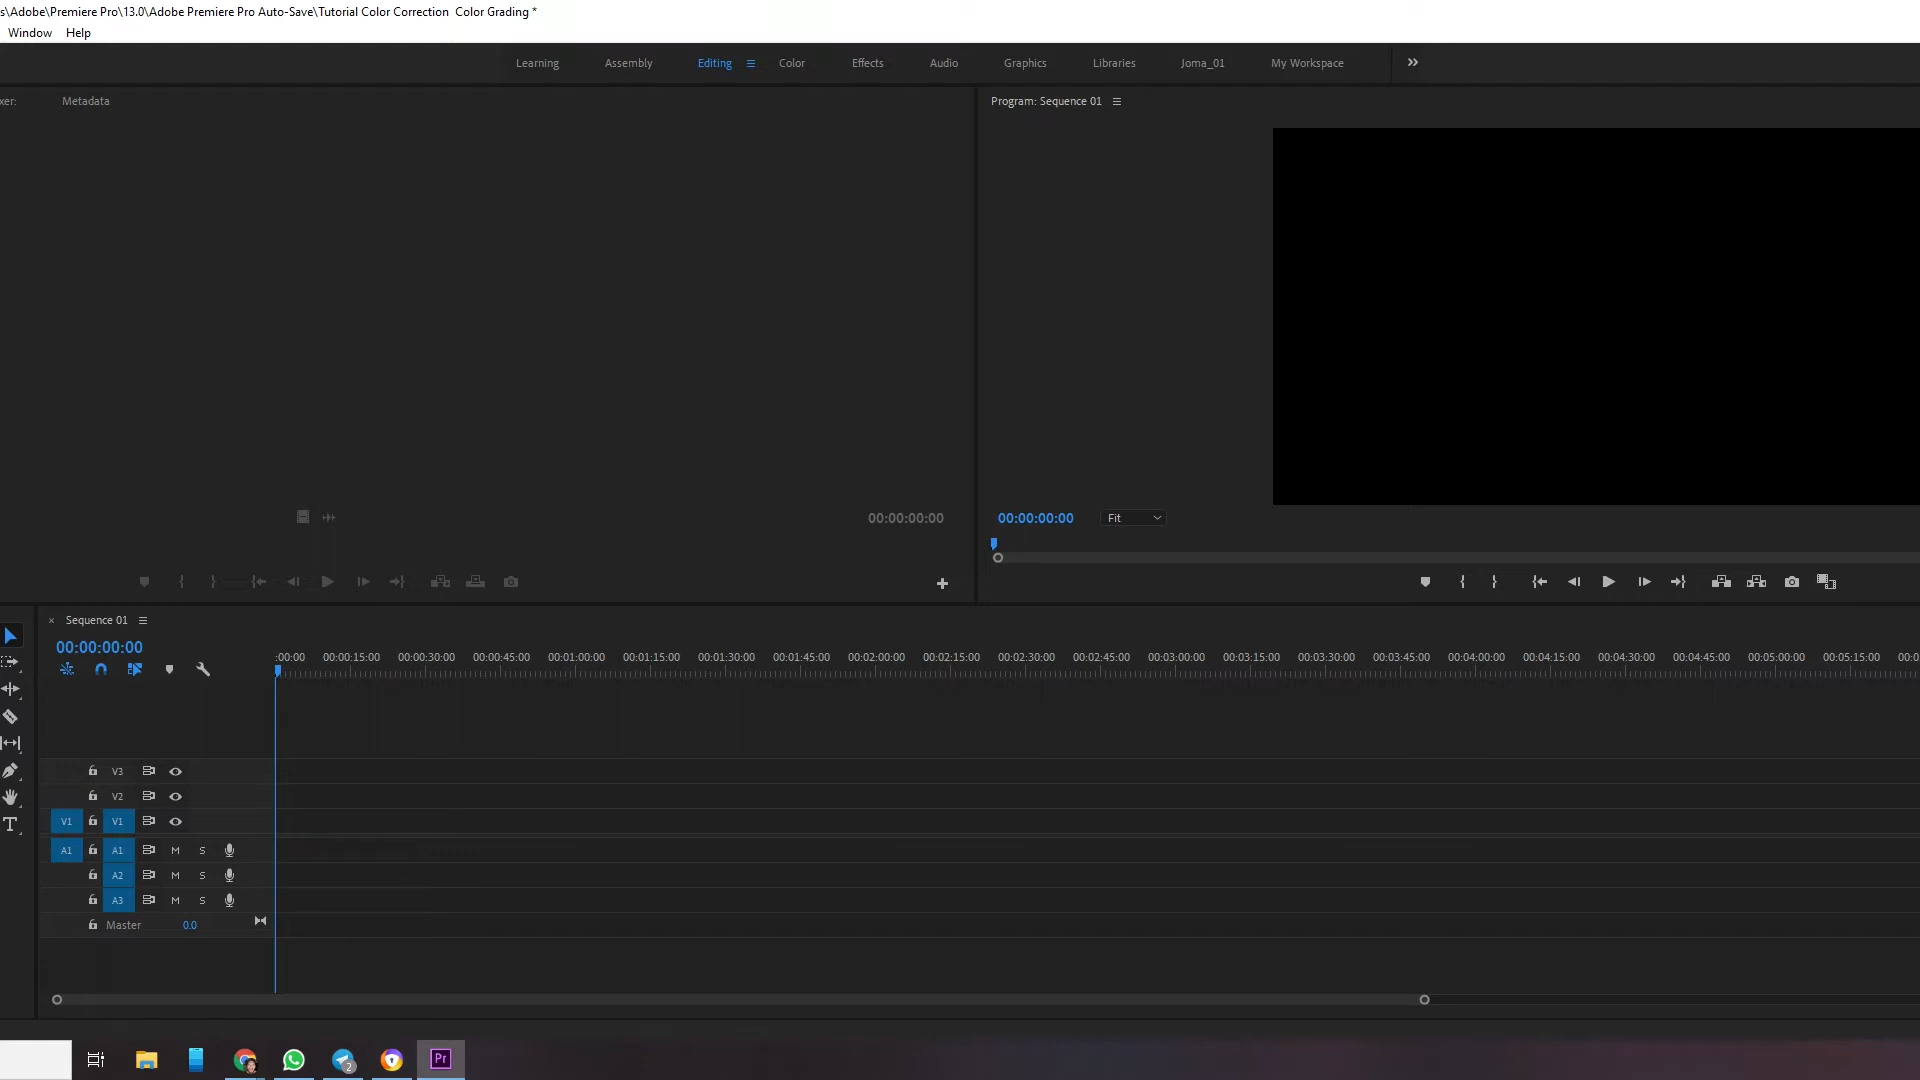 s\Adobe\Premiere Pro\13.0\Adobe Premiere Pro Auto-Save\Tutorial Color Correction  Color Grading *
Window Help
Learning Assembly Editing Color Effects Audio Graphics Libraries Joma_01 My Workspace
xer: Metadata
Program: Sequence 01
00:00:00:00
00:00:00:00 Fit
Sequence 01
00:00:00:00
:00:00 00:00:15:00 00:00:30:00 00:00:45:00 00:01:00:00 00:01:15:00 00:01:30:00 00:01:45:00 00:02:00:00 00:02:15:00 00:02:30:00 00:02:45:00 00:03:00:00 00:03:15:00 00:03:30:00 00:03:45:00 00:04:00:00 00:04:15:00 00:04:30:00 00:04:45:00 00:05:00:00 00:05:15:00 00:0
V3
V2
V1 V1
A1 A1 M S
A2 M S
A3 M S
Master 0.0
2 Pr